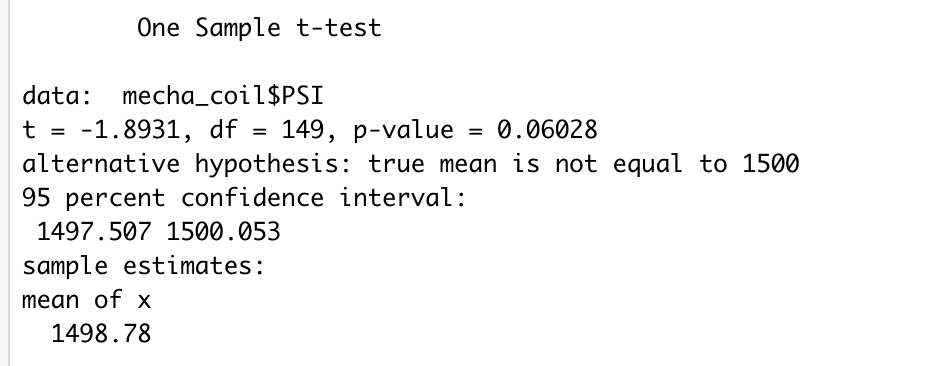 One Sample t-test
data:  mecha_coil$PSI
t = -1.8931, df = 149, p-value = 0.06028
alternative hypothesis: true mean is not equal to 1500
95 percent confidence interval:
1497.507 1500.053
sample estimates:
mean of x
1498.78